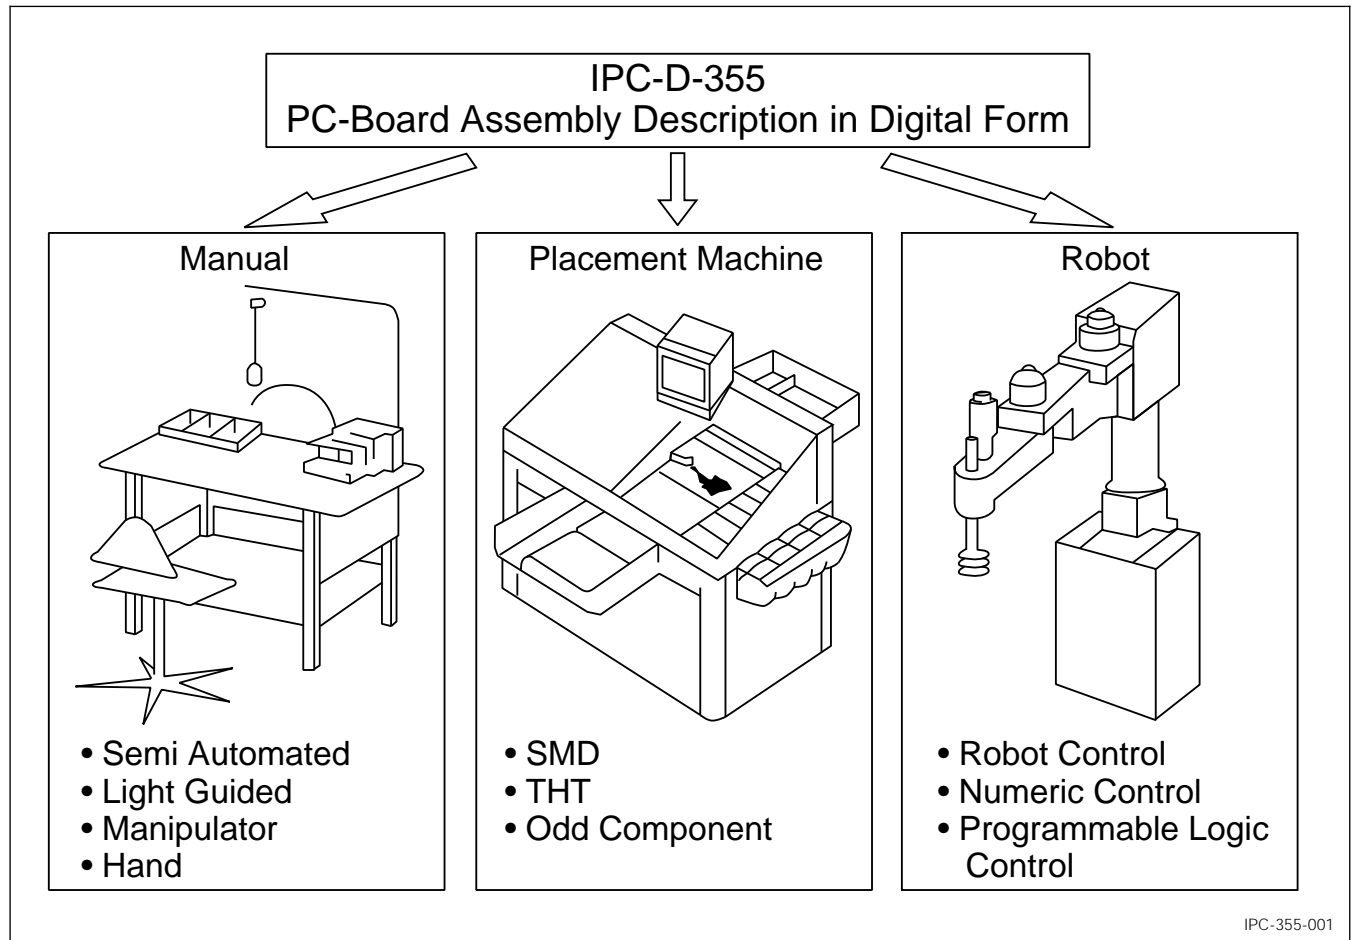 IPC-D-355
PC-Board Assembly Description in Digital Form
Manual
• Semi Automated
• Light Guided
• Manipulator
• Hand
Placement Machine
• SMD
• THT
• Odd Component
Robot
• Robot Control
• Numeric Control
• Programmable Logic
Control
IPC-355-001